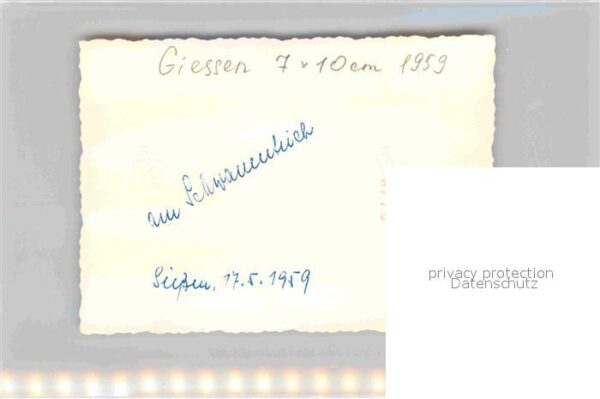 Giessen 7 x 10 cm 1959
am Schwanenteich
Gießen, 17.5.1959
privacy protection
Datenschutz